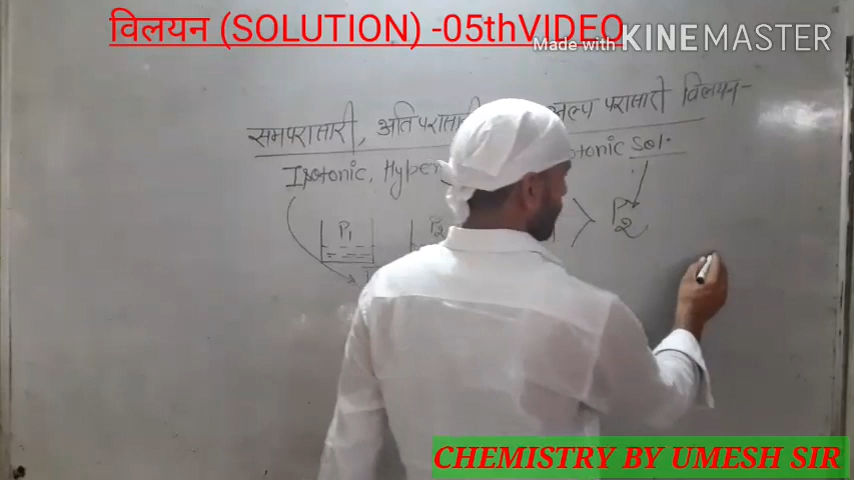 विलयन (SOLUTION) -05thVIDEO
Made with KINEMASTER
समपरासारी, अतिपरासारी अल्प परासारी विलयन-
Isotonic, Hyper tonic Sol.
P1 P2 > P2
CHEMISTRY BY UMESH SIR